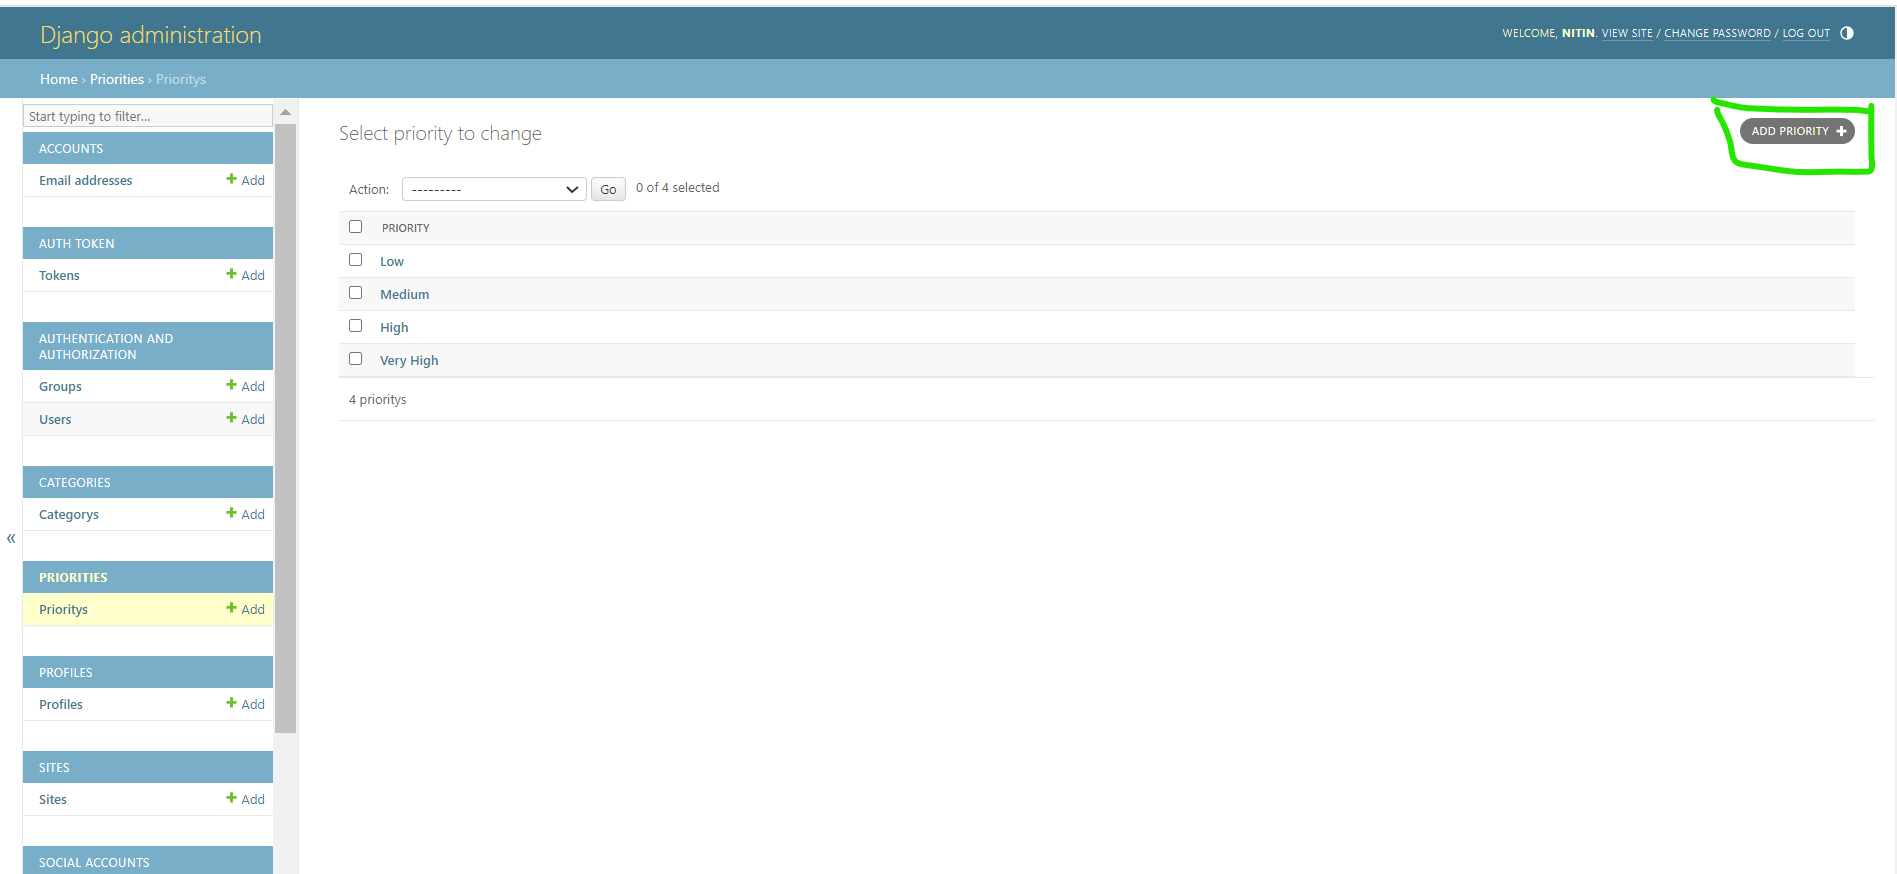 Django administration
WELCOME, NITIN. VIEW SITE / CHANGE PASSWORD / LOG OUT
Home › Priorities › Prioritys
Start typing to filter...
ACCOUNTS
Email addresses + Add
AUTH TOKEN
Tokens + Add
AUTHENTICATION AND
AUTHORIZATION
Groups + Add
Users + Add
CATEGORIES
Categorys + Add
«
PRIORITIES
Prioritys + Add
PROFILES
Profiles + Add
SITES
Sites + Add
SOCIAL ACCOUNTS
Select priority to change
ADD PRIORITY +
Action: --------- Go 0 of 4 selected
PRIORITY
Low
Medium
High
Very High
4 prioritys